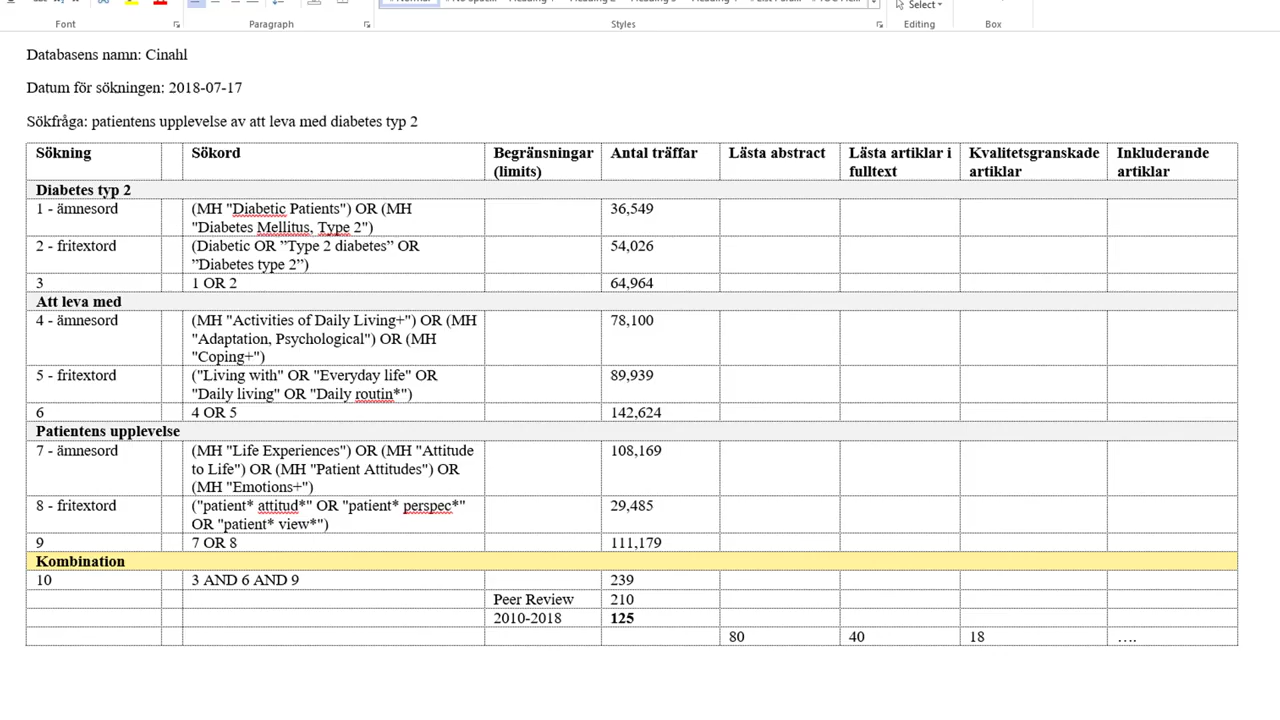 Select
Font Paragraph Styles Editing Box
Databasens namn: Cinahl
Datum för sökningen: 2018-07-17
Sökfråga: patientens upplevelse av att leva med diabetes typ 2
Sökning Sökord Begränsningar Antal träffar Lästa abstract Lästa artiklar i Kvalitetsgranskade Inkluderande
(limits) fulltext artiklar artiklar
Diabetes typ 2
1 - ämnesord (MH "Diabetic Patients") OR (MH 36,549
"Diabetes Mellitus, Type 2")
2 - fritextord (Diabetic OR ”Type 2 diabetes” OR 54,026
”Diabetes type 2”)
3 1 OR 2 64,964
Att leva med
4 - ämnesord (MH "Activities of Daily Living+") OR (MH 78,100
"Adaptation, Psychological") OR (MH
"Coping+")
5 - fritextord ("Living with" OR "Everyday life" OR 89,939
"Daily living" OR "Daily routin*")
6 4 OR 5 142,624
Patientens upplevelse
7 - ämnesord (MH "Life Experiences") OR (MH "Attitude 108,169
to Life") OR (MH "Patient Attitudes") OR
(MH "Emotions+")
8 - fritextord ("patient* attitud*" OR "patient* perspec*" 29,485
OR "patient* view*")
9 7 OR 8 111,179
Kombination
10 3 AND 6 AND 9 239
Peer Review 210
2010-2018 125
80 40 18 ….